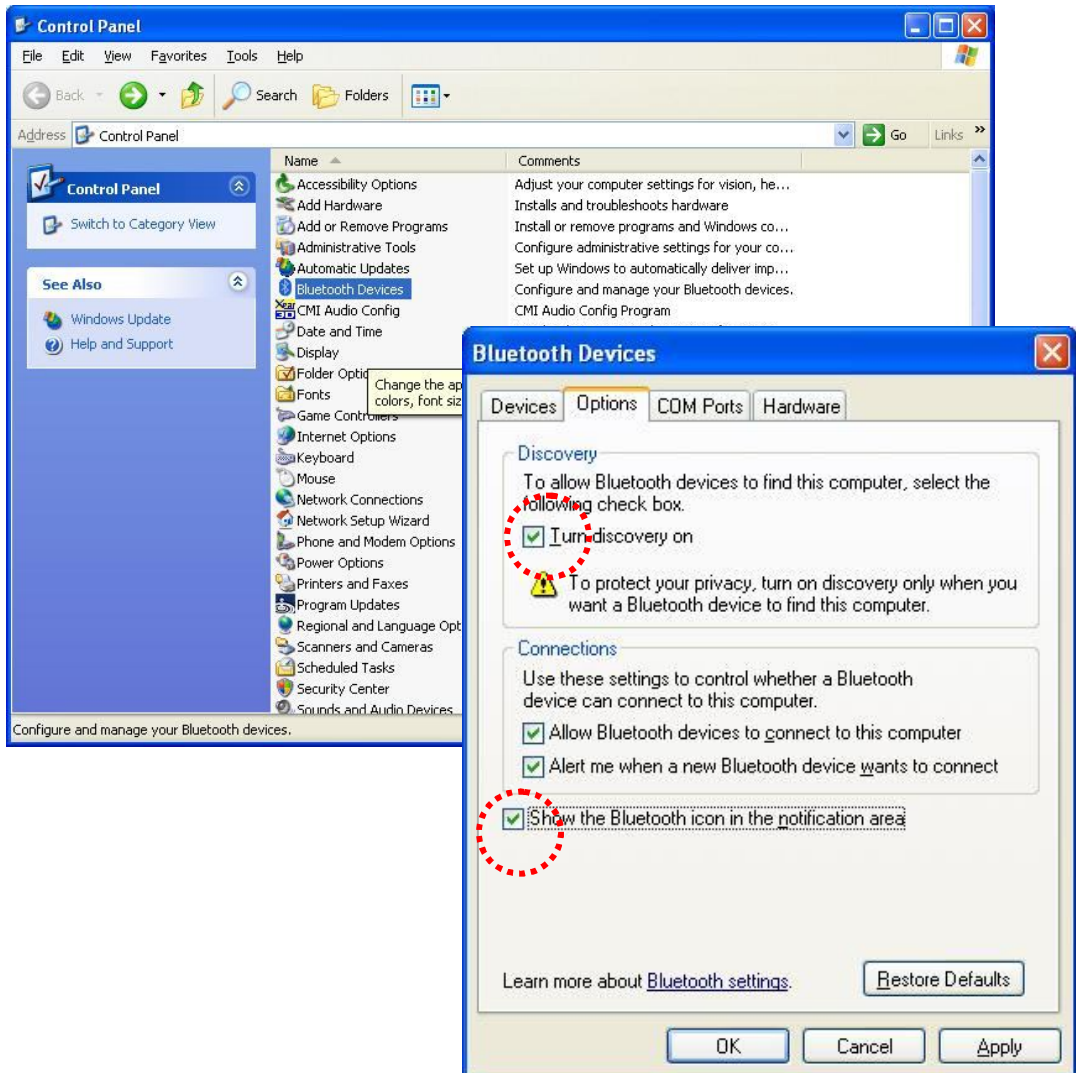 Control Panel
File Edit View Favorites Tools Help
Back Search Folders
Address Control Panel Go Links »
Control Panel
Switch to Category View
See Also
Windows Update
Help and Support
Name Comments
Accessibility Options Adjust your computer settings for vision, he...
Add Hardware Installs and troubleshoots hardware
Add or Remove Programs Install or remove programs and Windows co...
Administrative Tools Configure administrative settings for your co...
Automatic Updates Set up Windows to automatically deliver imp...
Bluetooth Devices Configure and manage your Bluetooth devices.
CMI Audio Config CMI Audio Config Program
Date and Time
Display
Folder Optio
Change the ap
colors, font siz
Fonts
Game Controllers
Internet Options
Keyboard
Mouse
Network Connections
Network Setup Wizard
Phone and Modem Options
Power Options
Printers and Faxes
Program Updates
Regional and Language Opt
Scanners and Cameras
Scheduled Tasks
Security Center
Sounds and Audio Devices
Configure and manage your Bluetooth devices.
Bluetooth Devices
Devices Options COM Ports Hardware
Discovery
To allow Bluetooth devices to find this computer, select the
following check box.
Turn discovery on
To protect your privacy, turn on discovery only when you
want a Bluetooth device to find this computer.
Connections
Use these settings to control whether a Bluetooth
device can connect to this computer.
Allow Bluetooth devices to connect to this computer
Alert me when a new Bluetooth device wants to connect
Show the Bluetooth icon in the notification area
Learn more about Bluetooth settings. Restore Defaults
OK Cancel Apply